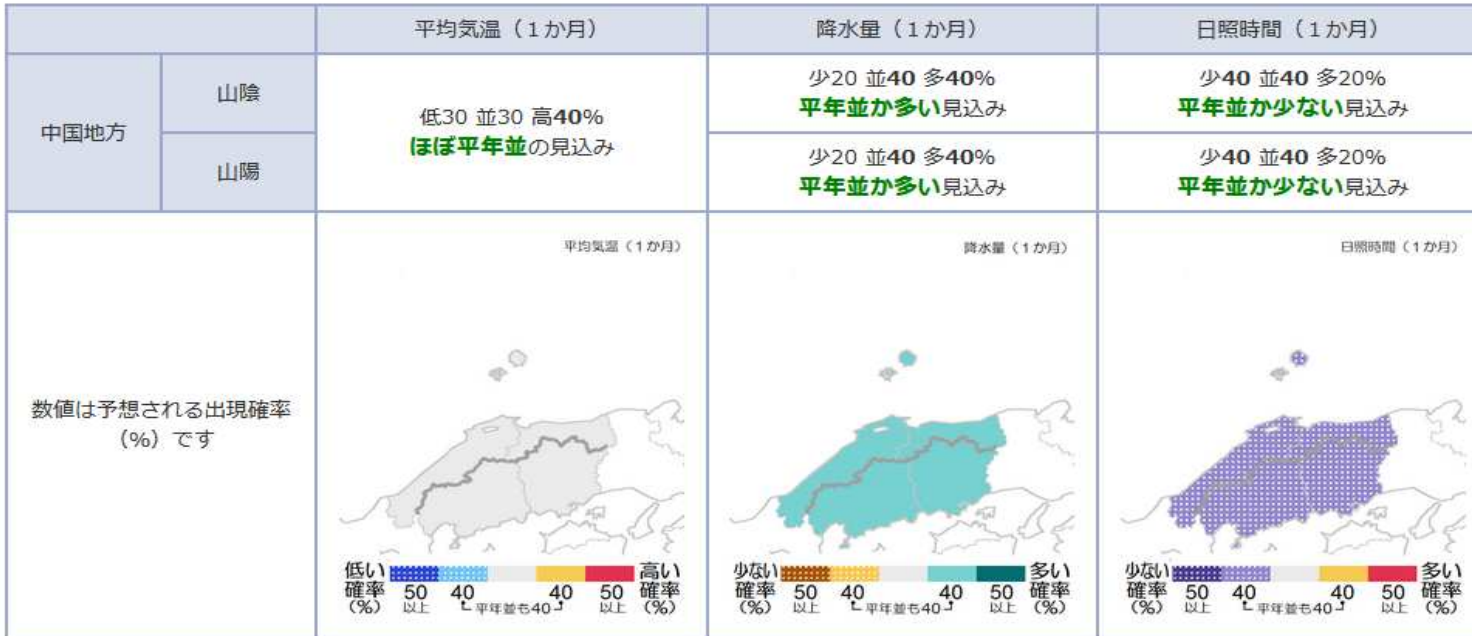 平均気温（１か月）
降水量（１か月）
日照時間（１か月）
中国地方
山陰
低30 並30 高40%
ほぼ平年並の見込み
少20 並40 多40%
平年並か多い見込み
少40 並40 多20%
平年並か少ない見込み
山陽
少20 並40 多40%
平年並か多い見込み
少40 並40 多20%
平年並か少ない見込み
数値は予想される出現確率
（%）です
平均気温（１か月）
低い
確率
(%)
50
以上
40
平年並も40
40
50
以上
高い
確率
(%)
降水量（１か月）
少ない
確率
(%)
50
以上
40
平年並も40
40
50
以上
多い
確率
(%)
日照時間（１か月）
少ない
確率
(%)
50
以上
40
平年並も40
40
50
以上
多い
確率
(%)